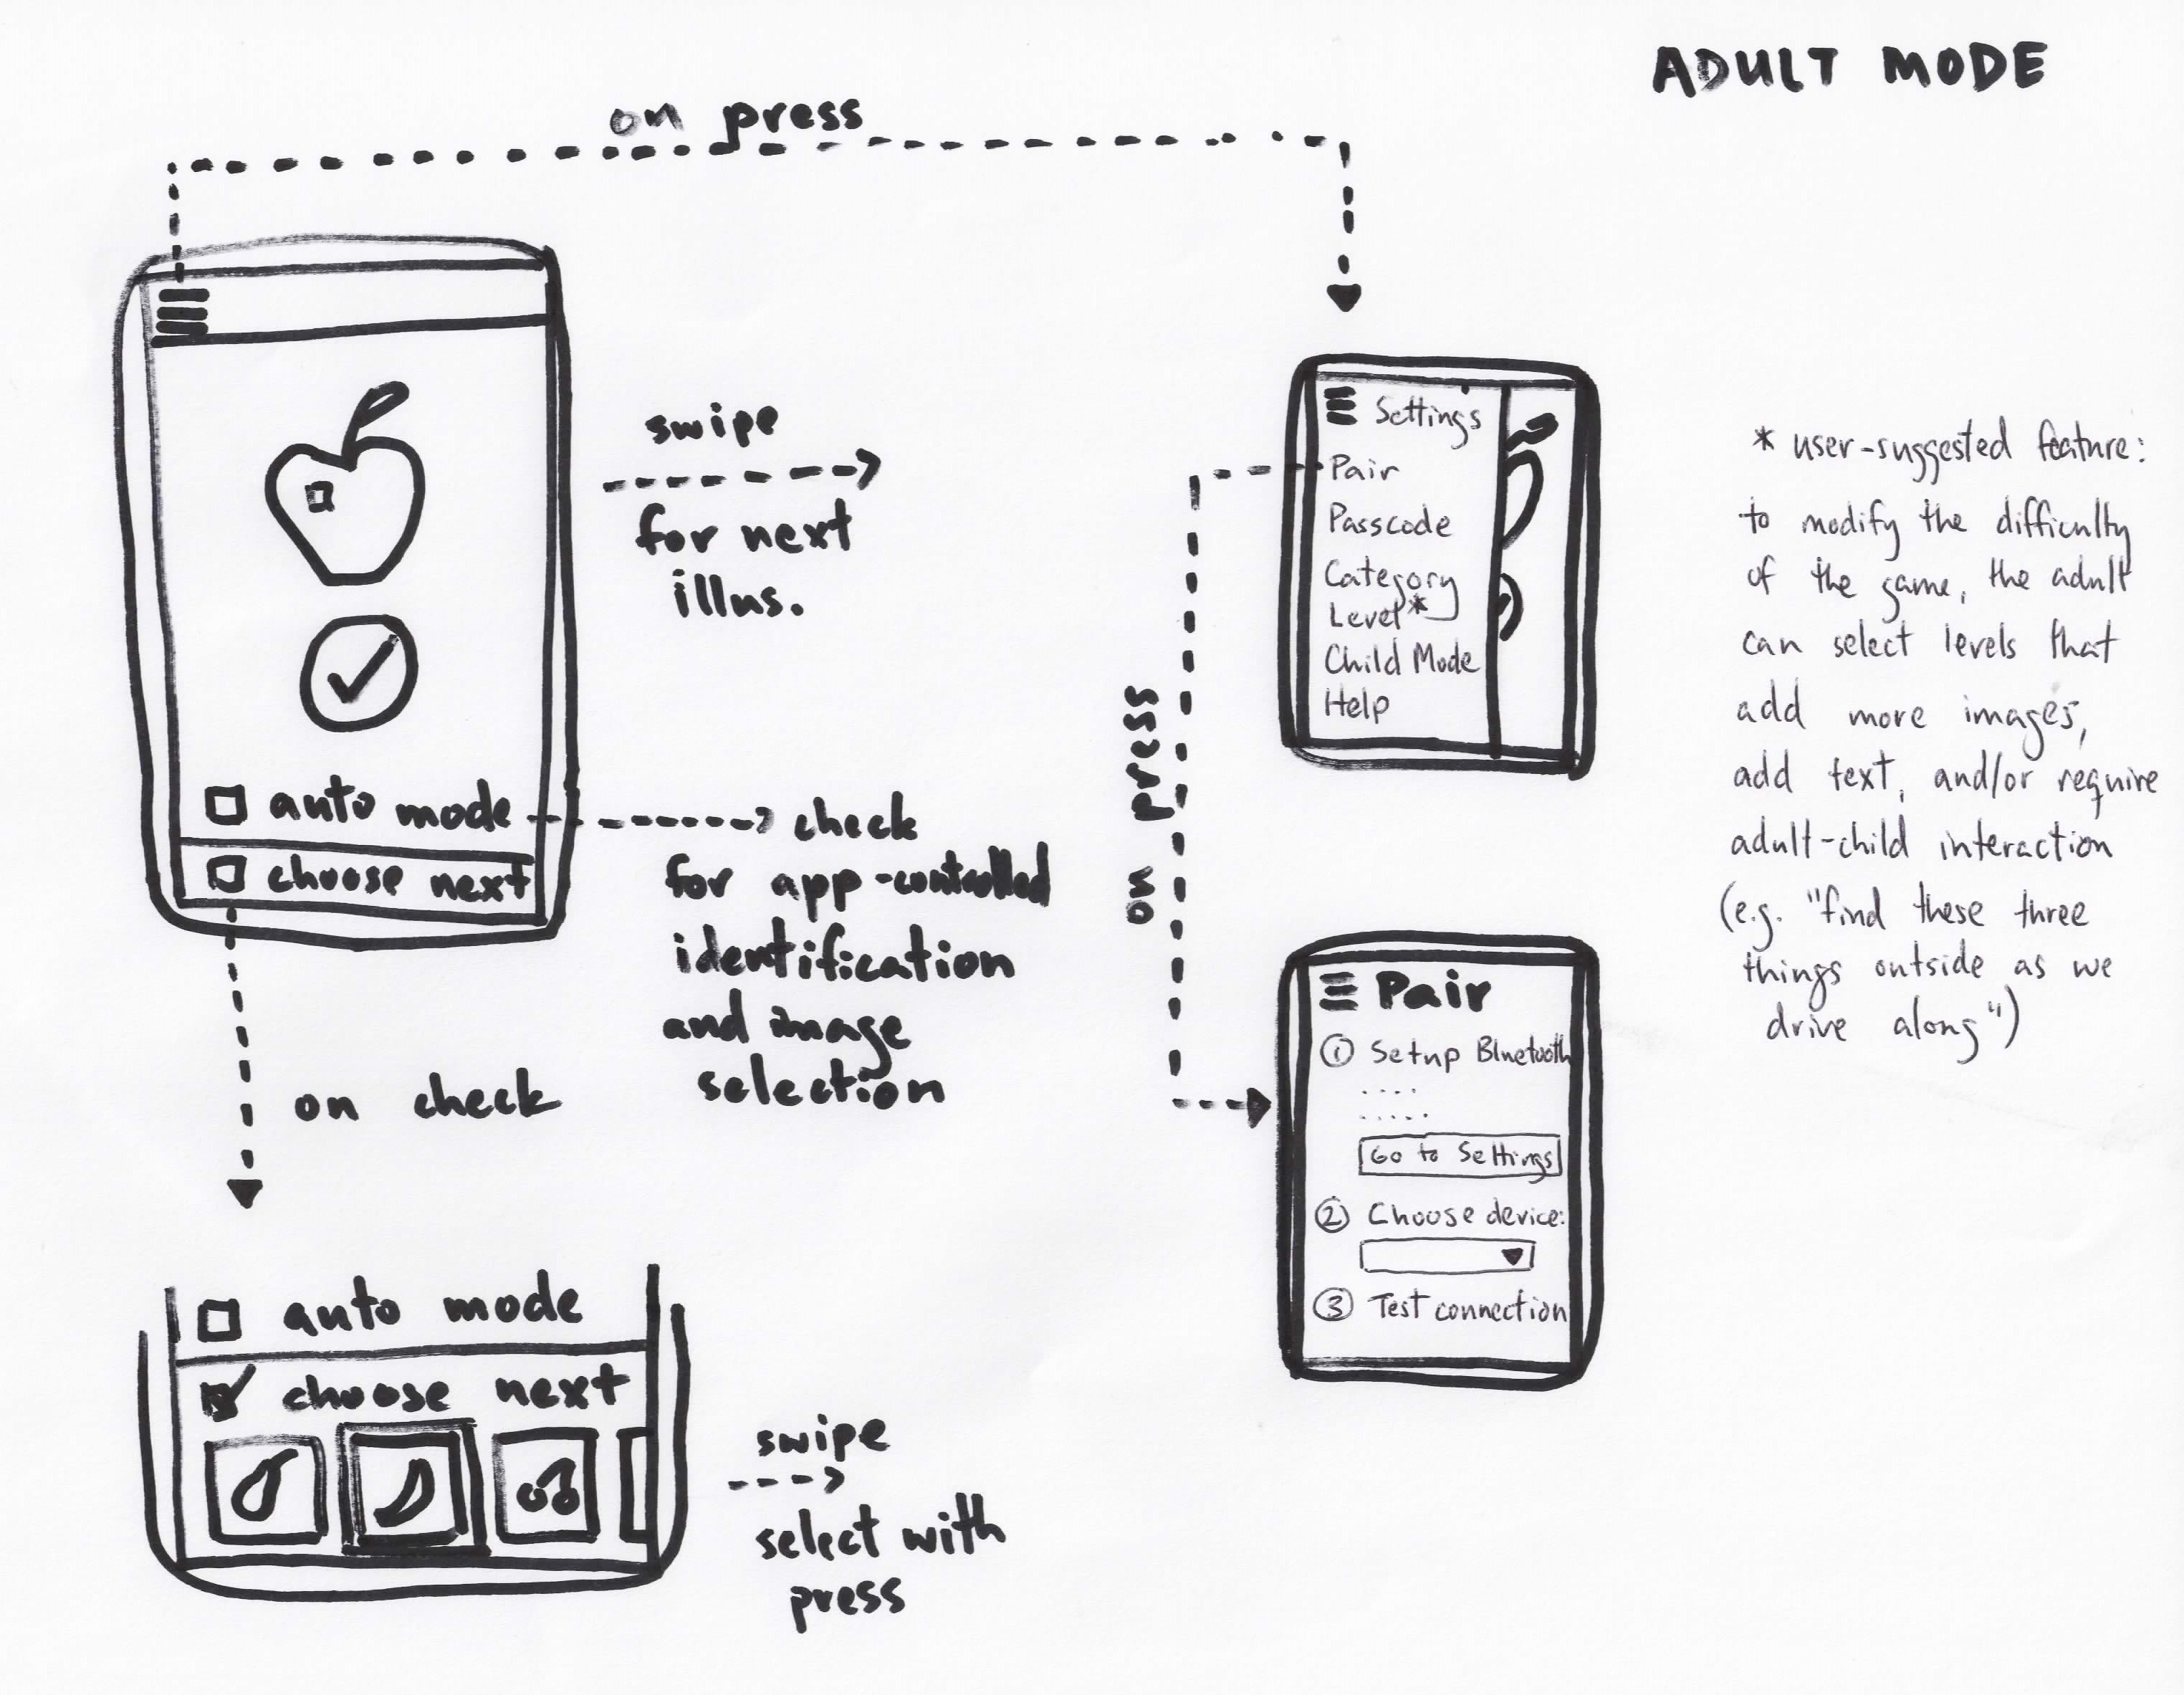 ADULT MODE
on press
swipe
for next
illus.
auto mode
choose next
check
for app-controlled
identification
and image
selection
on check
auto mode
choose next
swipe
select with
press
Settings
Pair
Passcode
Category
Level*
Child Mode
Help
on press
Pair
① Setup Bluetooth
.....
.....
Go to Settings
② Choose device:
③ Test connection
* user-suggested feature:
to modify the difficulty
of the game, the adult
can select levels that
add more images,
add text, and/or require
adult-child interaction
(e.g. "find these three
things outside as we
drive along")